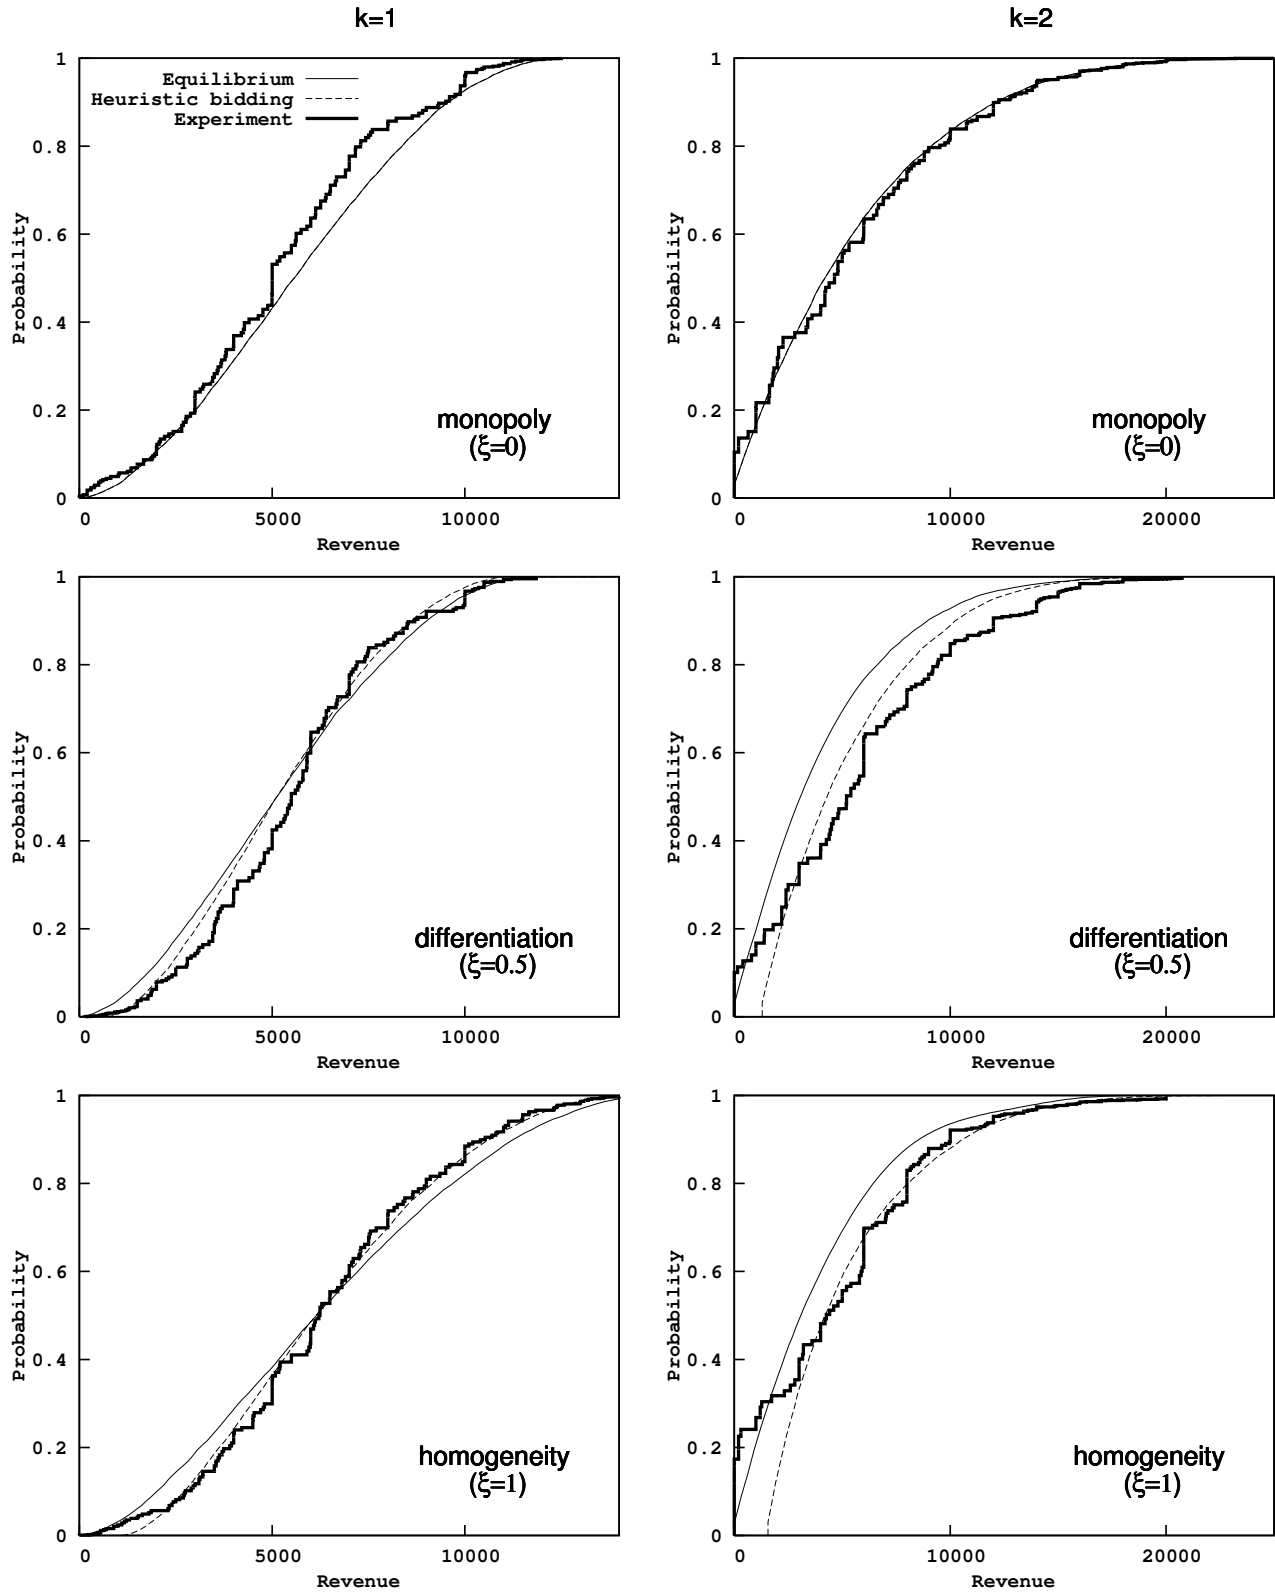 k=1
k=2
Equilibrium
Heuristic bidding
Experiment
1
0.8
0.6
0.4
0.2
0
Probability
0
5000
10000
Revenue
monopoly
(ξ=0)
1
0.8
0.6
0.4
0.2
0
Probability
0
10000
20000
Revenue
monopoly
(ξ=0)
1
0.8
0.6
0.4
0.2
0
Probability
0
5000
10000
Revenue
differentiation
(ξ=0.5)
1
0.8
0.6
0.4
0.2
0
Probability
0
10000
20000
Revenue
differentiation
(ξ=0.5)
1
0.8
0.6
0.4
0.2
0
Probability
0
5000
10000
Revenue
homogeneity
(ξ=1)
1
0.8
0.6
0.4
0.2
0
Probability
0
10000
20000
Revenue
homogeneity
(ξ=1)